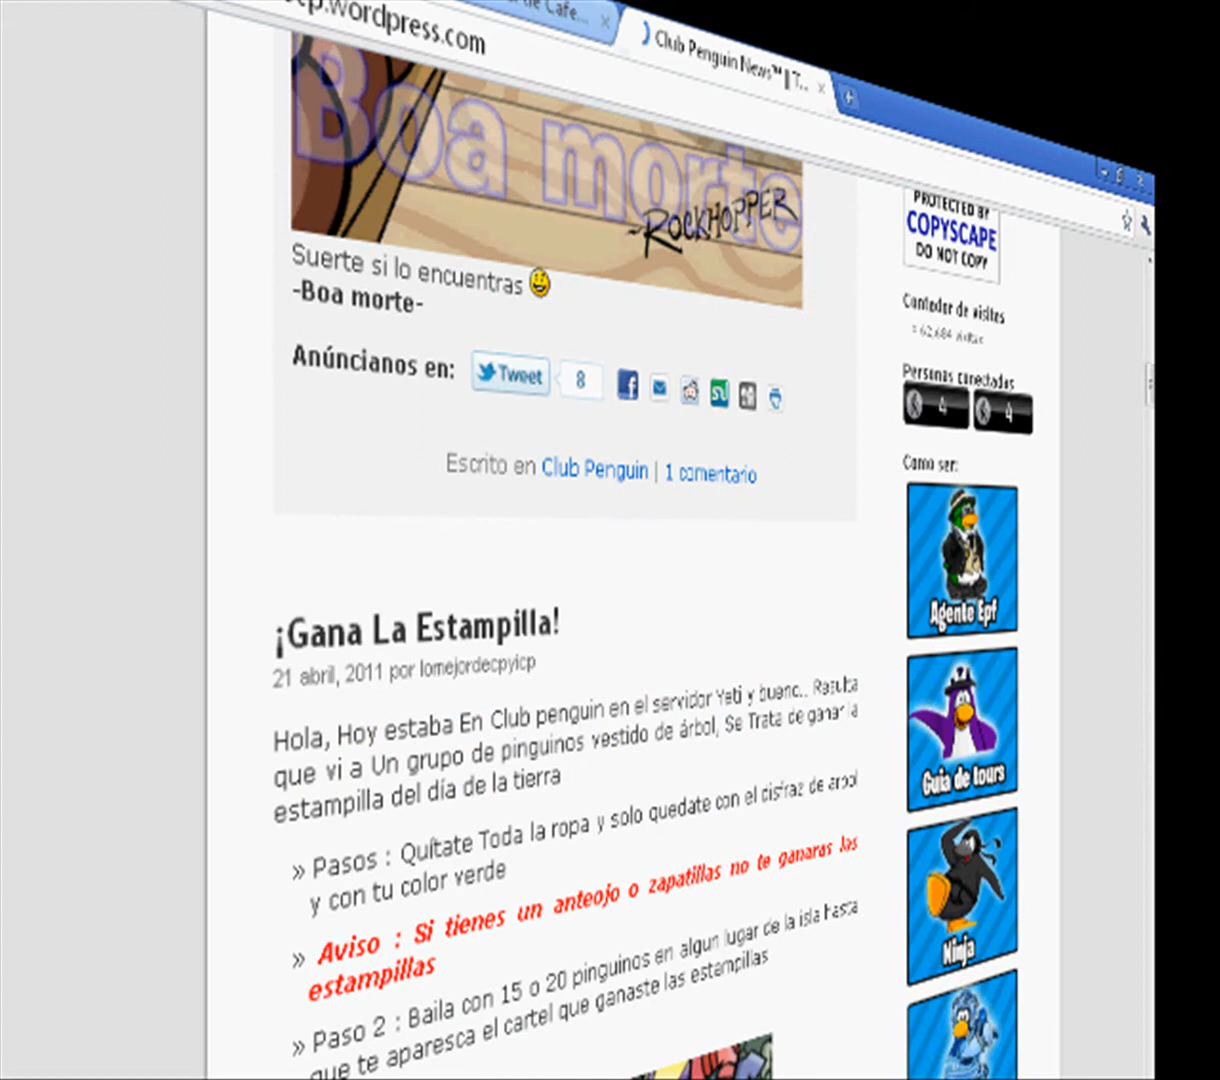 cp.wordpress.com
Cafe...
Club Penguin News™ || T...
Boa morte
-ROCKHOPPER
Suerte si lo encuentras
-Boa morte-
Anúncianos en:
Tweet
8
Escrito en Club Penguin | 1 comentario
¡Gana La Estampilla!
21 abril, 2011 por lomejordecpyicp
Hola, Hoy estaba En Club penguin en el servidor Yeti y bueno.. Resulta
que vi a Un grupo de pinguinos vestido de árbol, Se Trata de ganar la
estampilla del día de la tierra
» Pasos : Quítate Toda la ropa y solo quedate con el disfraz de arbol
y con tu color verde
» Aviso : Si tienes un anteojo o zapatillas no te ganaras las
estampillas
» Paso 2 : Baila con 15 o 20 pinguinos en algun lugar de la isla hasta
que te aparesca el cartel que ganaste las estampillas
PROTECTED BY
COPYSCAPE
DO NOT COPY
Contador de visitas
Personas conectadas
4
4
Como ser:
Agente Epf
Guia de tours
Ninja